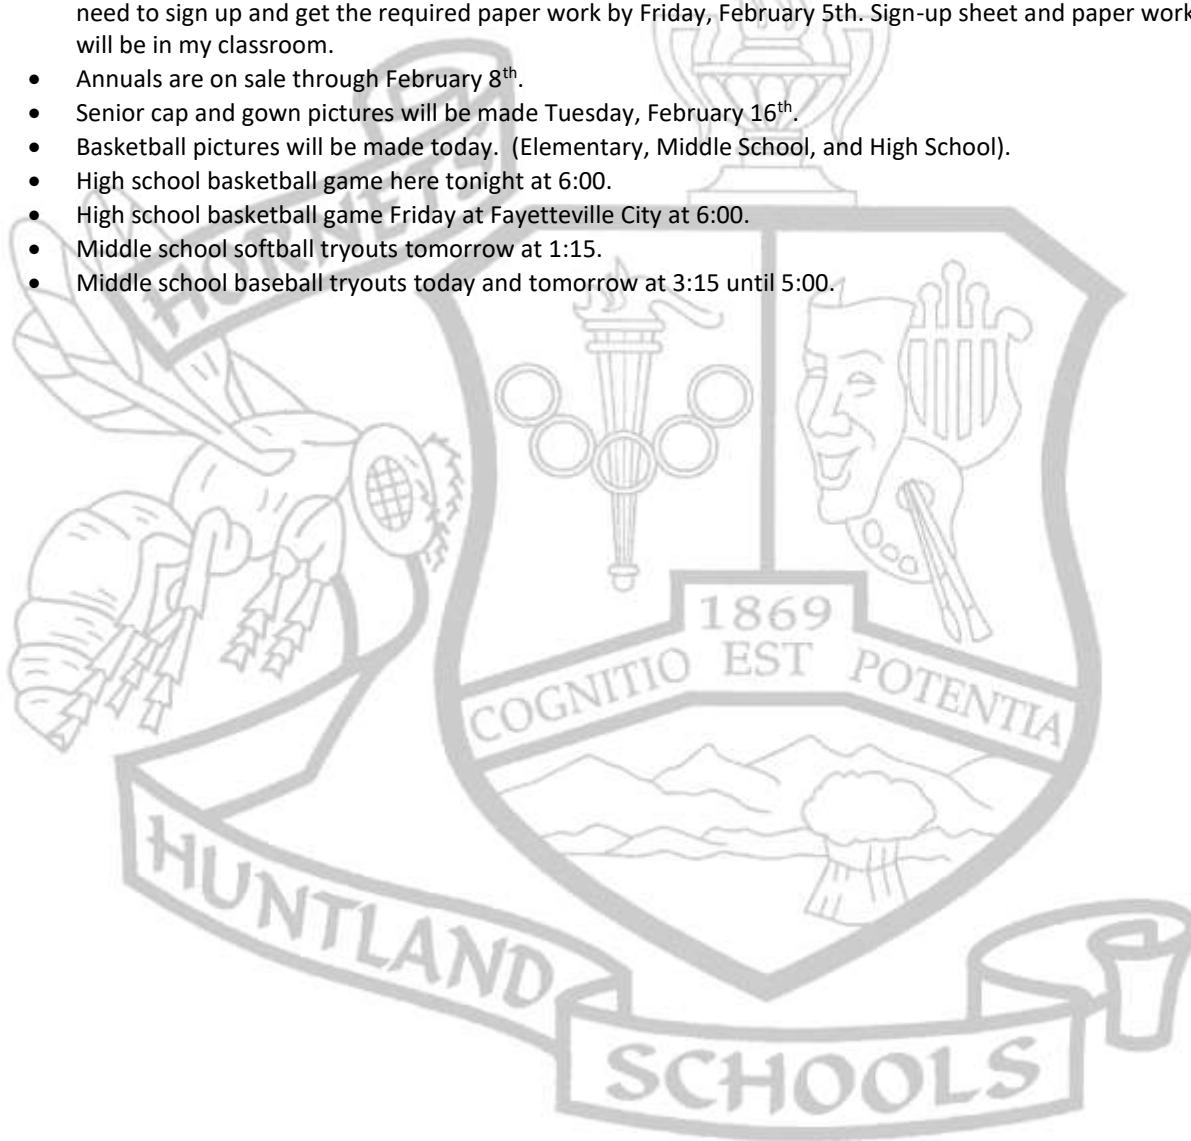 need to sign up and get the required paper work by Friday, February 5th. Sign-up sheet and paper work
will be in my classroom.
• Annuals are on sale through February 8th.
• Senior cap and gown pictures will be made Tuesday, February 16th.
• Basketball pictures will be made today. (Elementary, Middle School, and High School).
• High school basketball game here tonight at 6:00.
• High school basketball game Friday at Fayetteville City at 6:00.
• Middle school softball tryouts tomorrow at 1:15.
• Middle school baseball tryouts today and tomorrow at 3:15 until 5:00.
HORNETS
1869
COGNITIO EST POTENTIA
HUNTLAND
SCHOOLS